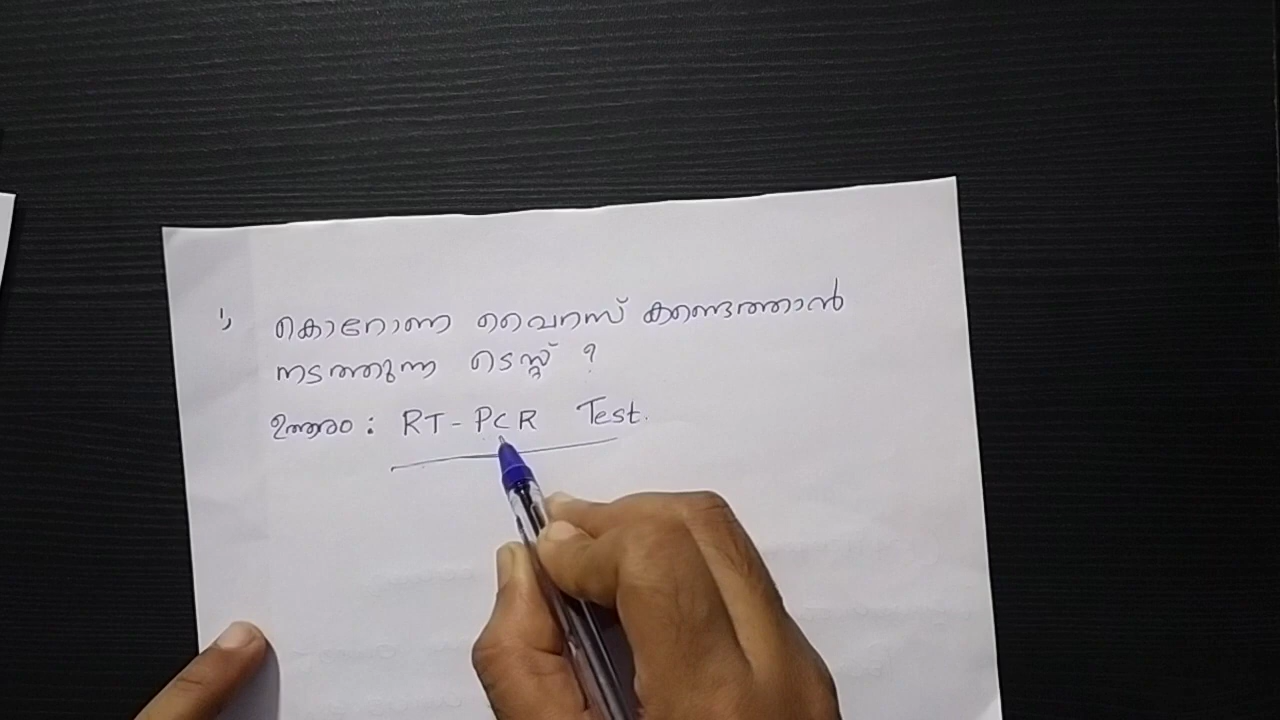 1, കൊറോണ വൈറസ് കണ്ടെത്താൻ
നടത്തുന്ന ടെസ്റ്റ് ?
ഉത്തരം : RT - PCR Test.